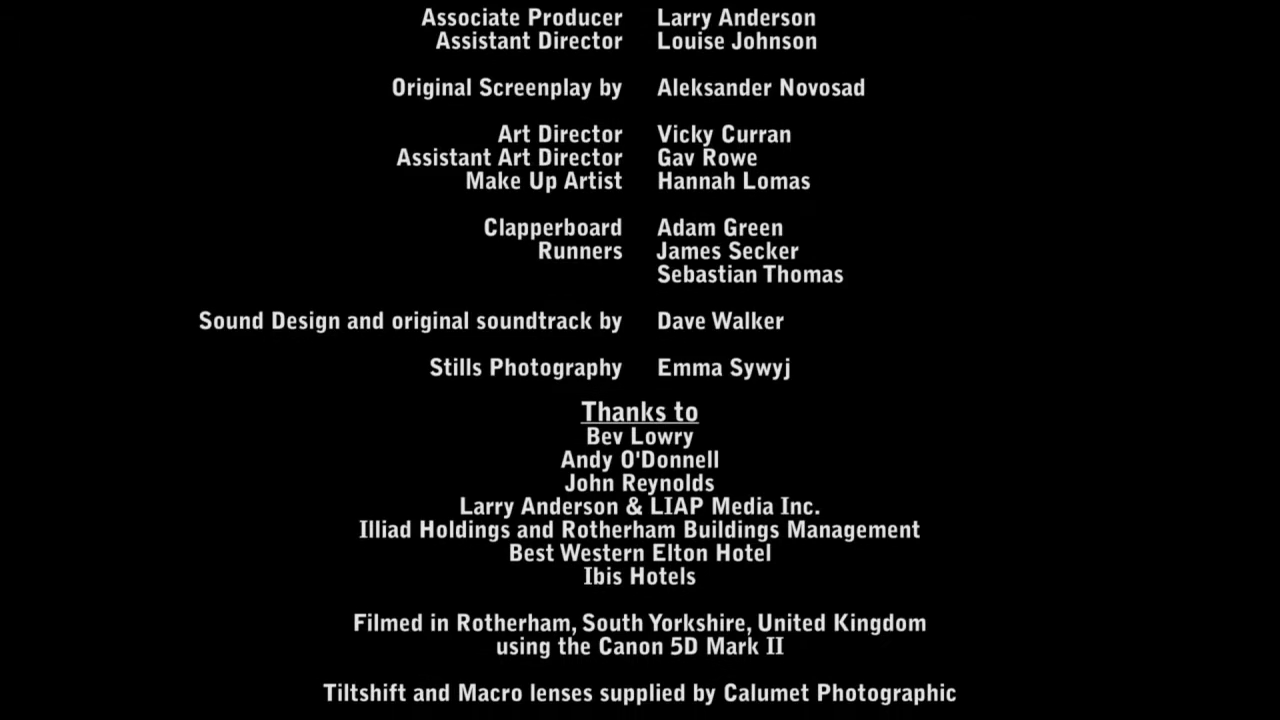 Associate Producer Larry Anderson
Assistant Director Louise Johnson
Original Screenplay by Aleksander Novosad
Art Director Vicky Curran
Assistant Art Director Gav Rowe
Make Up Artist Hannah Lomas
Clapperboard Adam Green
Runners James Secker
Sebastian Thomas
Sound Design and original soundtrack by Dave Walker
Stills Photography Emma Sywyj
Thanks to
Bev Lowry
Andy O'Donnell
John Reynolds
Larry Anderson & LIAP Media Inc.
Illiad Holdings and Rotherham Buildings Management
Best Western Elton Hotel
Ibis Hotels
Filmed in Rotherham, South Yorkshire, United Kingdom
using the Canon 5D Mark II
Tiltshift and Macro lenses supplied by Calumet Photographic